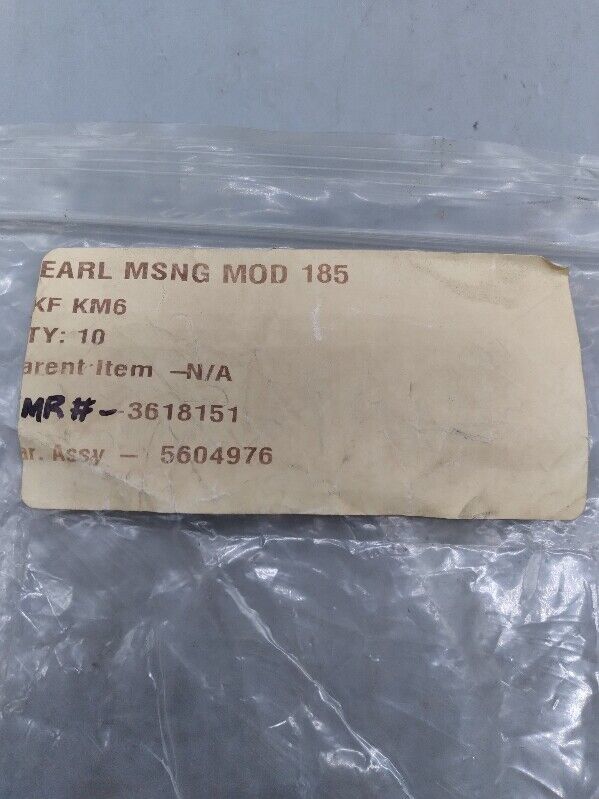 EARL MSNG MOD 185
KF KM6
TY: 10
arent Item –N/A
MR#- 3618151
ar. Assy – 5604976